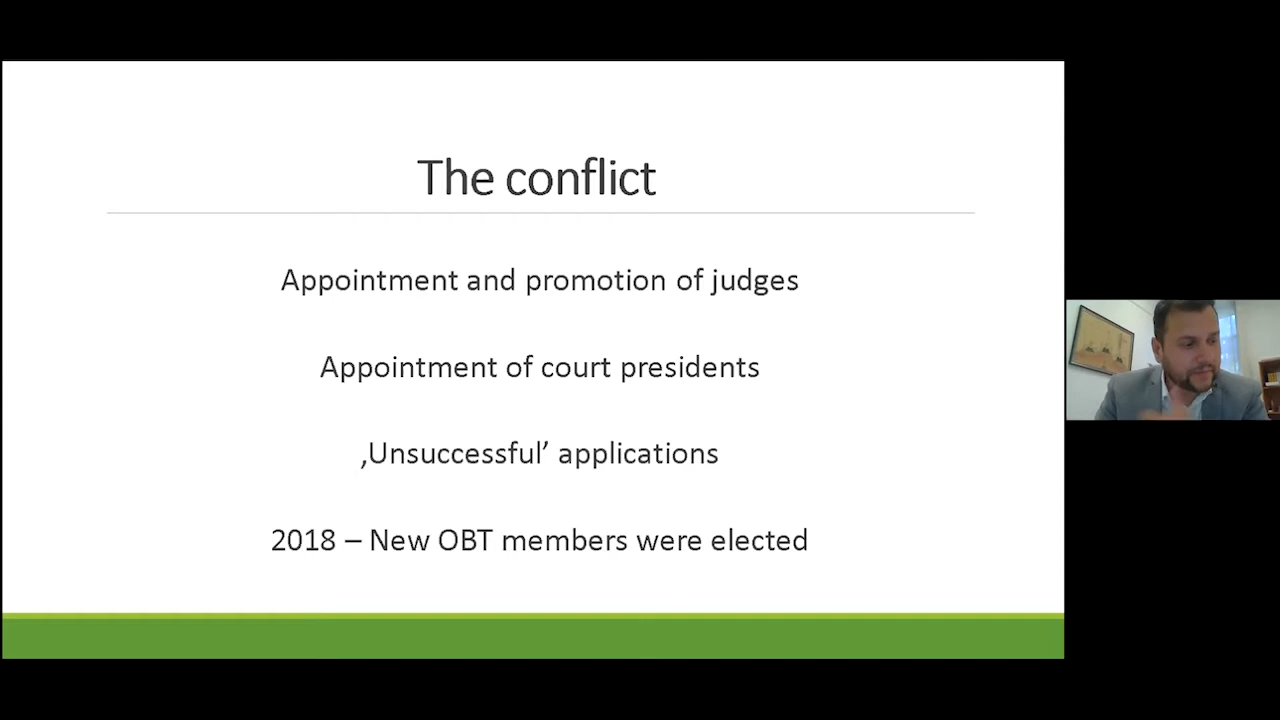 The conflict
Appointment and promotion of judges
Appointment of court presidents
‚Unsuccessful’ applications
2018 – New OBT members were elected